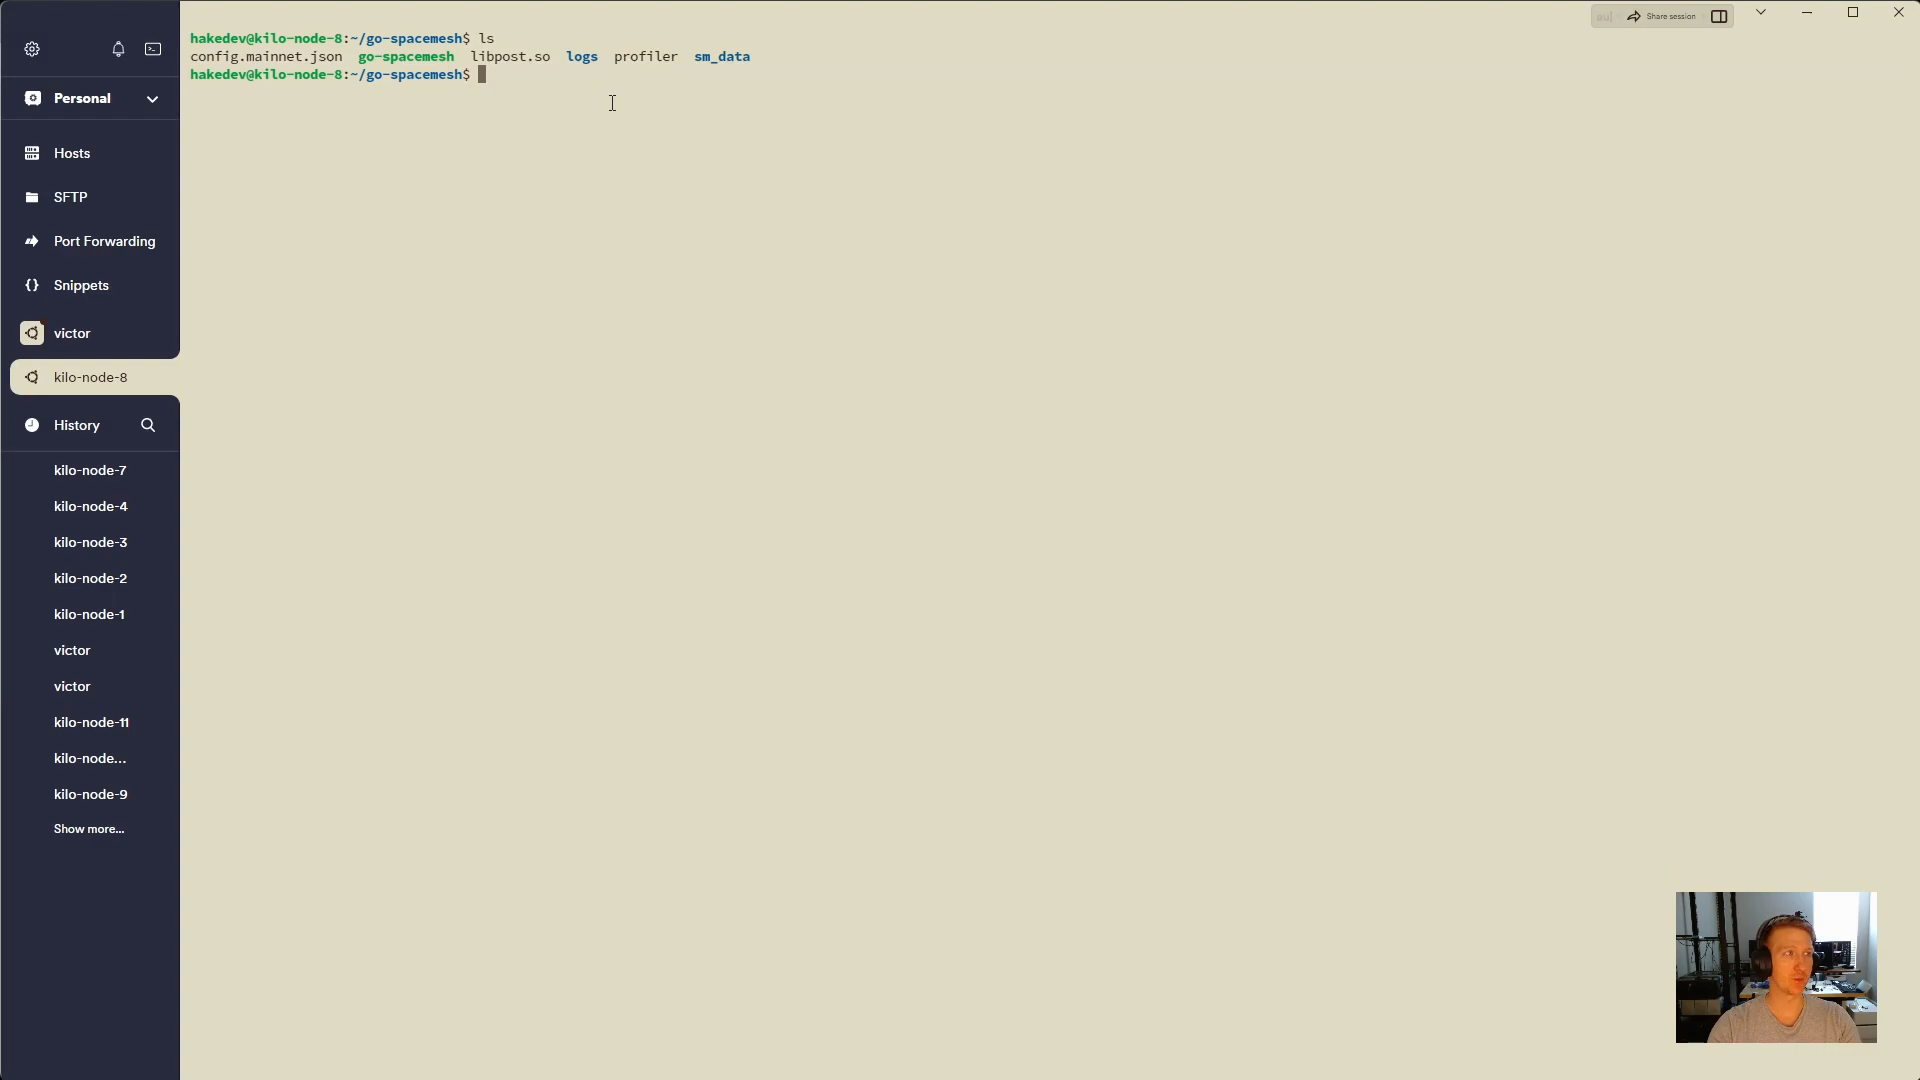 Share session
hakedev@kilo-node-8:~/go-spacemesh$ ls
config.mainnet.json go-spacemesh libpost.so logs profiler sm_data
hakedev@kilo-node-8:~/go-spacemesh$
Personal
Hosts
SFTP
Port Forwarding
Snippets
victor
kilo-node-8
History
kilo-node-7
kilo-node-4
kilo-node-3
kilo-node-2
kilo-node-1
victor
victor
kilo-node-11
kilo-node...
kilo-node-9
Show more...